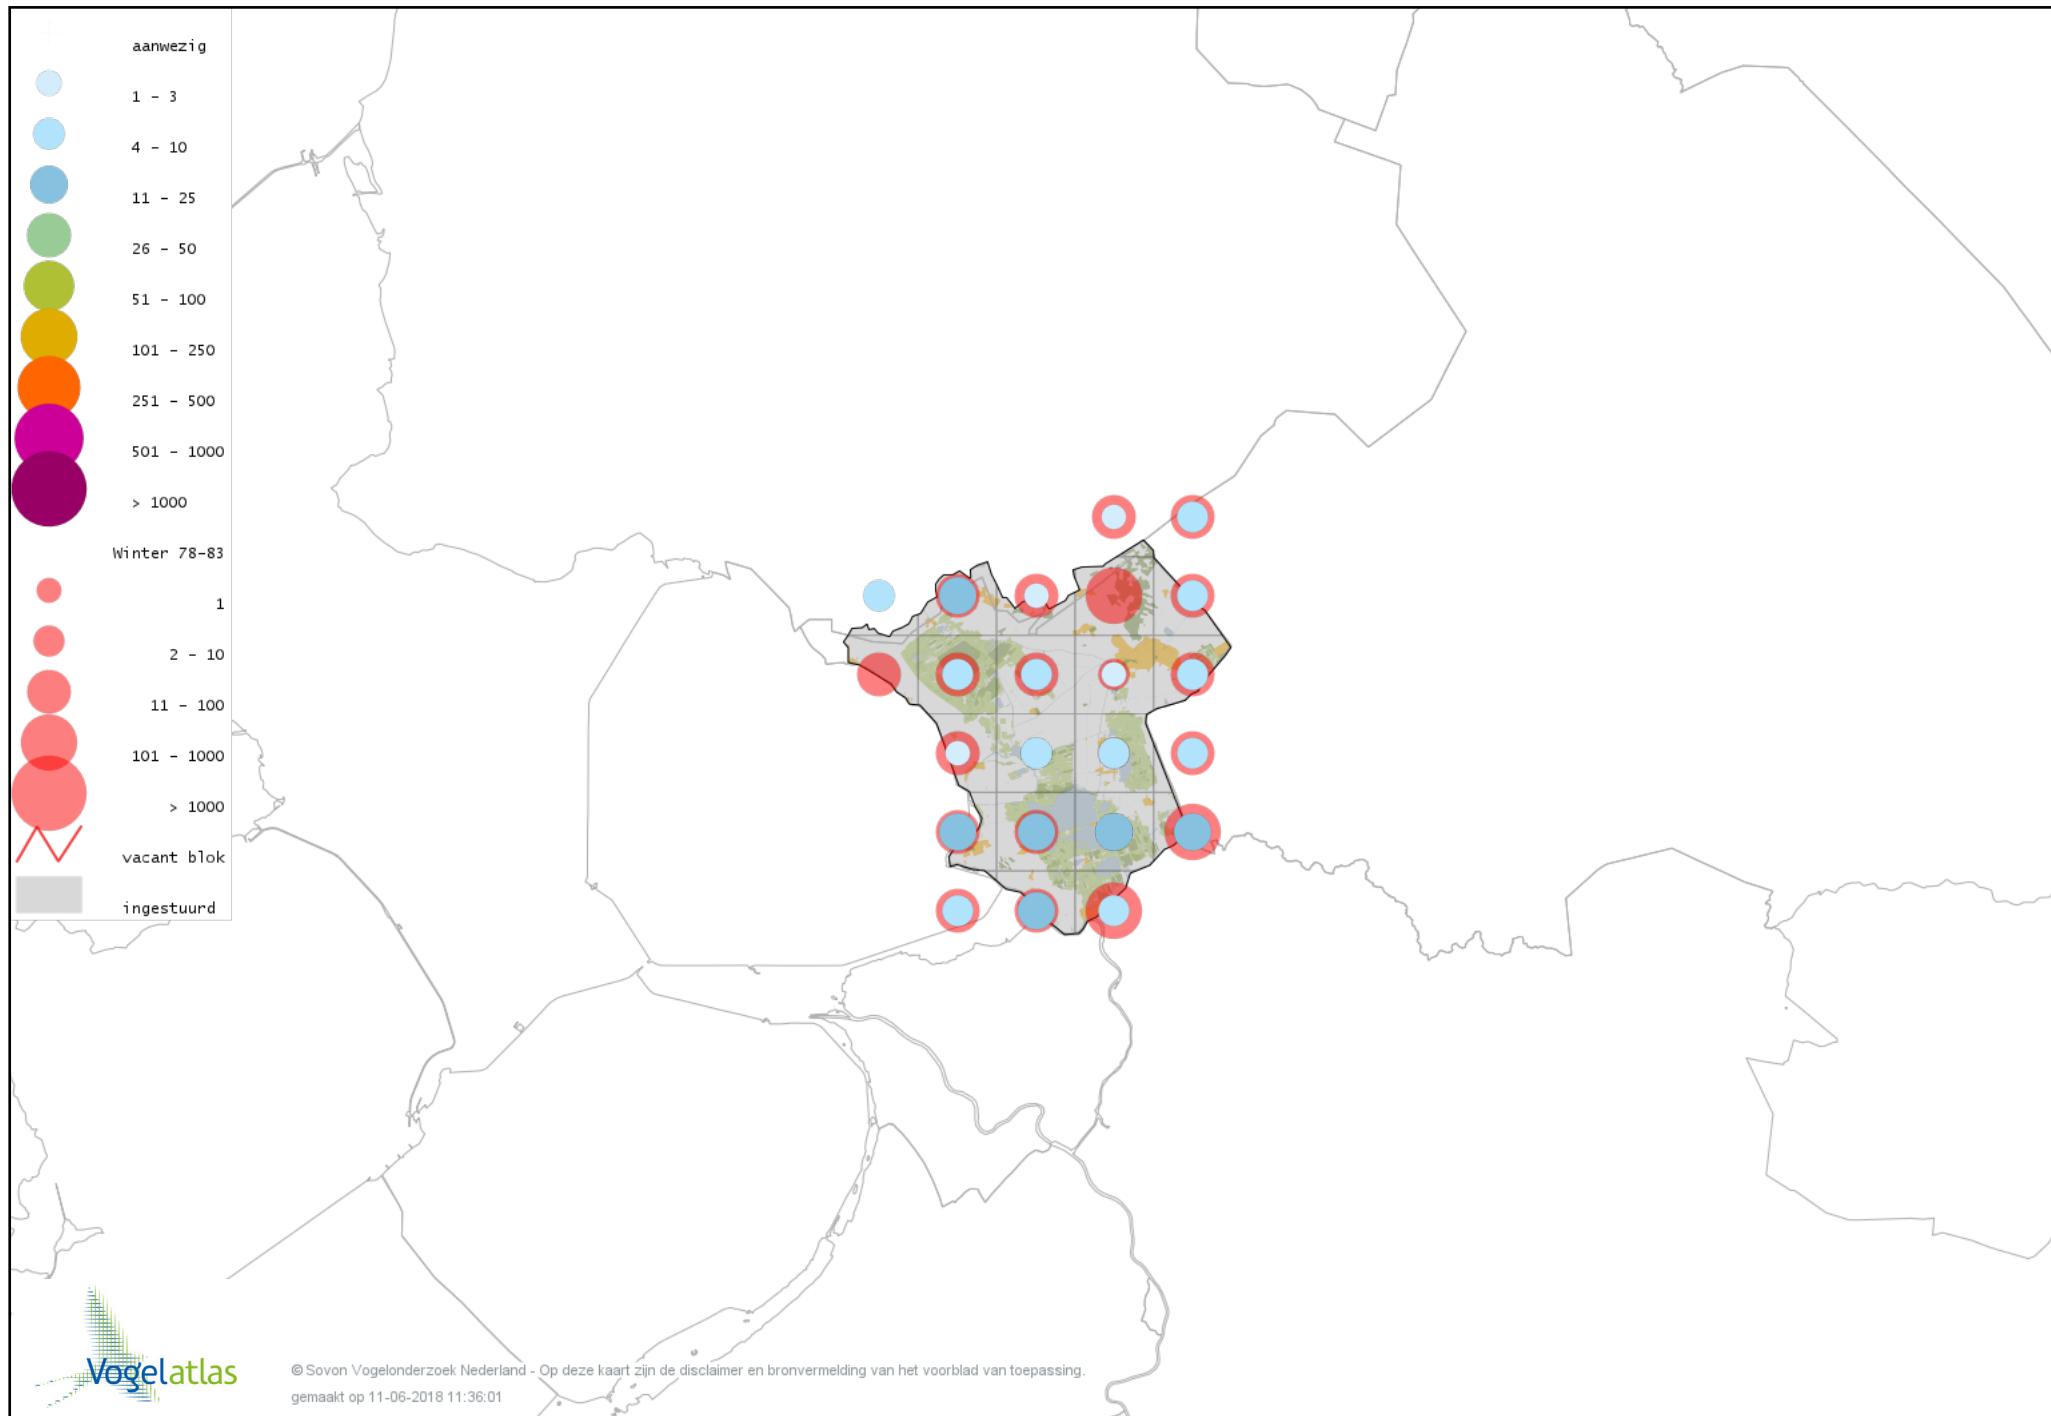 aanwezig
1 - 3
4 - 10
11 - 25
26 - 50
51 - 100
101 - 250
251 - 500
501 - 1000
> 1000
Winter 78-83
1
2 - 10
11 - 100
101 - 1000
> 1000
vacant blok
ingestuurd
Vogelatlas
© Sovon Vogelonderzoek Nederland - Op deze kaart zijn de disclaimer en bronvermelding van het voorblad van toepassing.
gemaakt op 11-06-2018 11:36:01